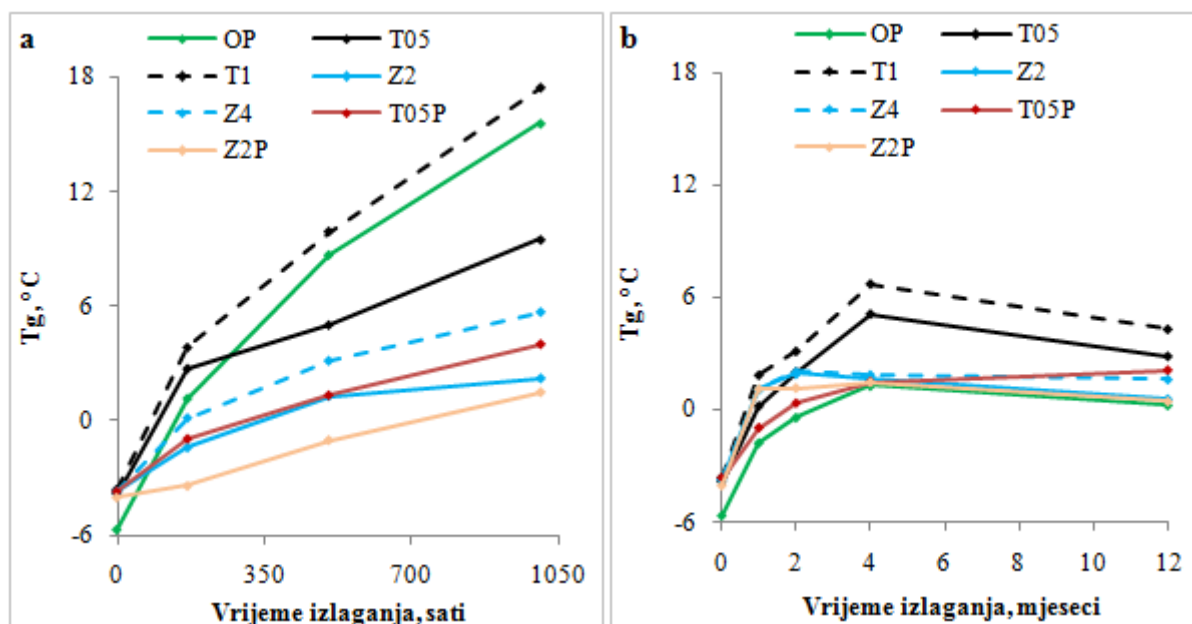 a
OP T05
T1 Z2
Z4 T05P
Z2P
18
12
6
0
-6
Tg, °C
0 350 700 1050
Vrijeme izlaganja, sati
b
OP T05
T1 Z2
Z4 T05P
Z2P
18
12
6
0
-6
Tg, °C
0 2 4 6 8 10 12
Vrijeme izlaganja, mjeseci